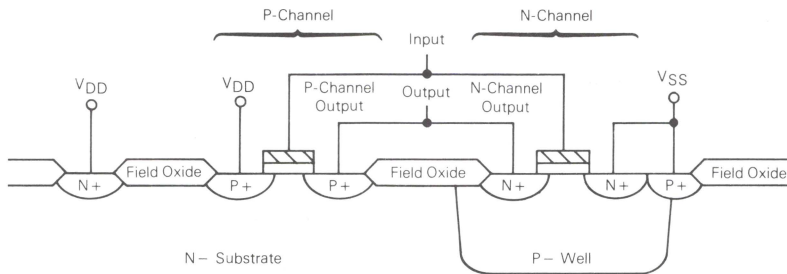 P-Channel
N-Channel
Input
VDD
VDD
P-Channel
Output
Output
N-Channel
Output
VSS
N+
Field Oxide
P+
P+
Field Oxide
N+
N+
P+
Field Oxide
N– Substrate
P– Well